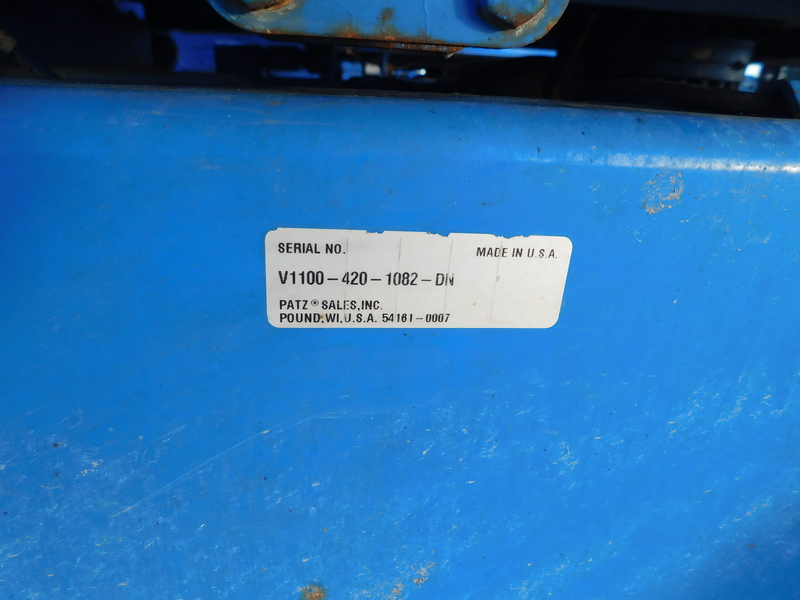 SERIAL NO. MADE IN U.S.A.
V1100-420-1082-DN
PATZ® SALES,INC.
POUND,WI,U.S.A. 54161-0007